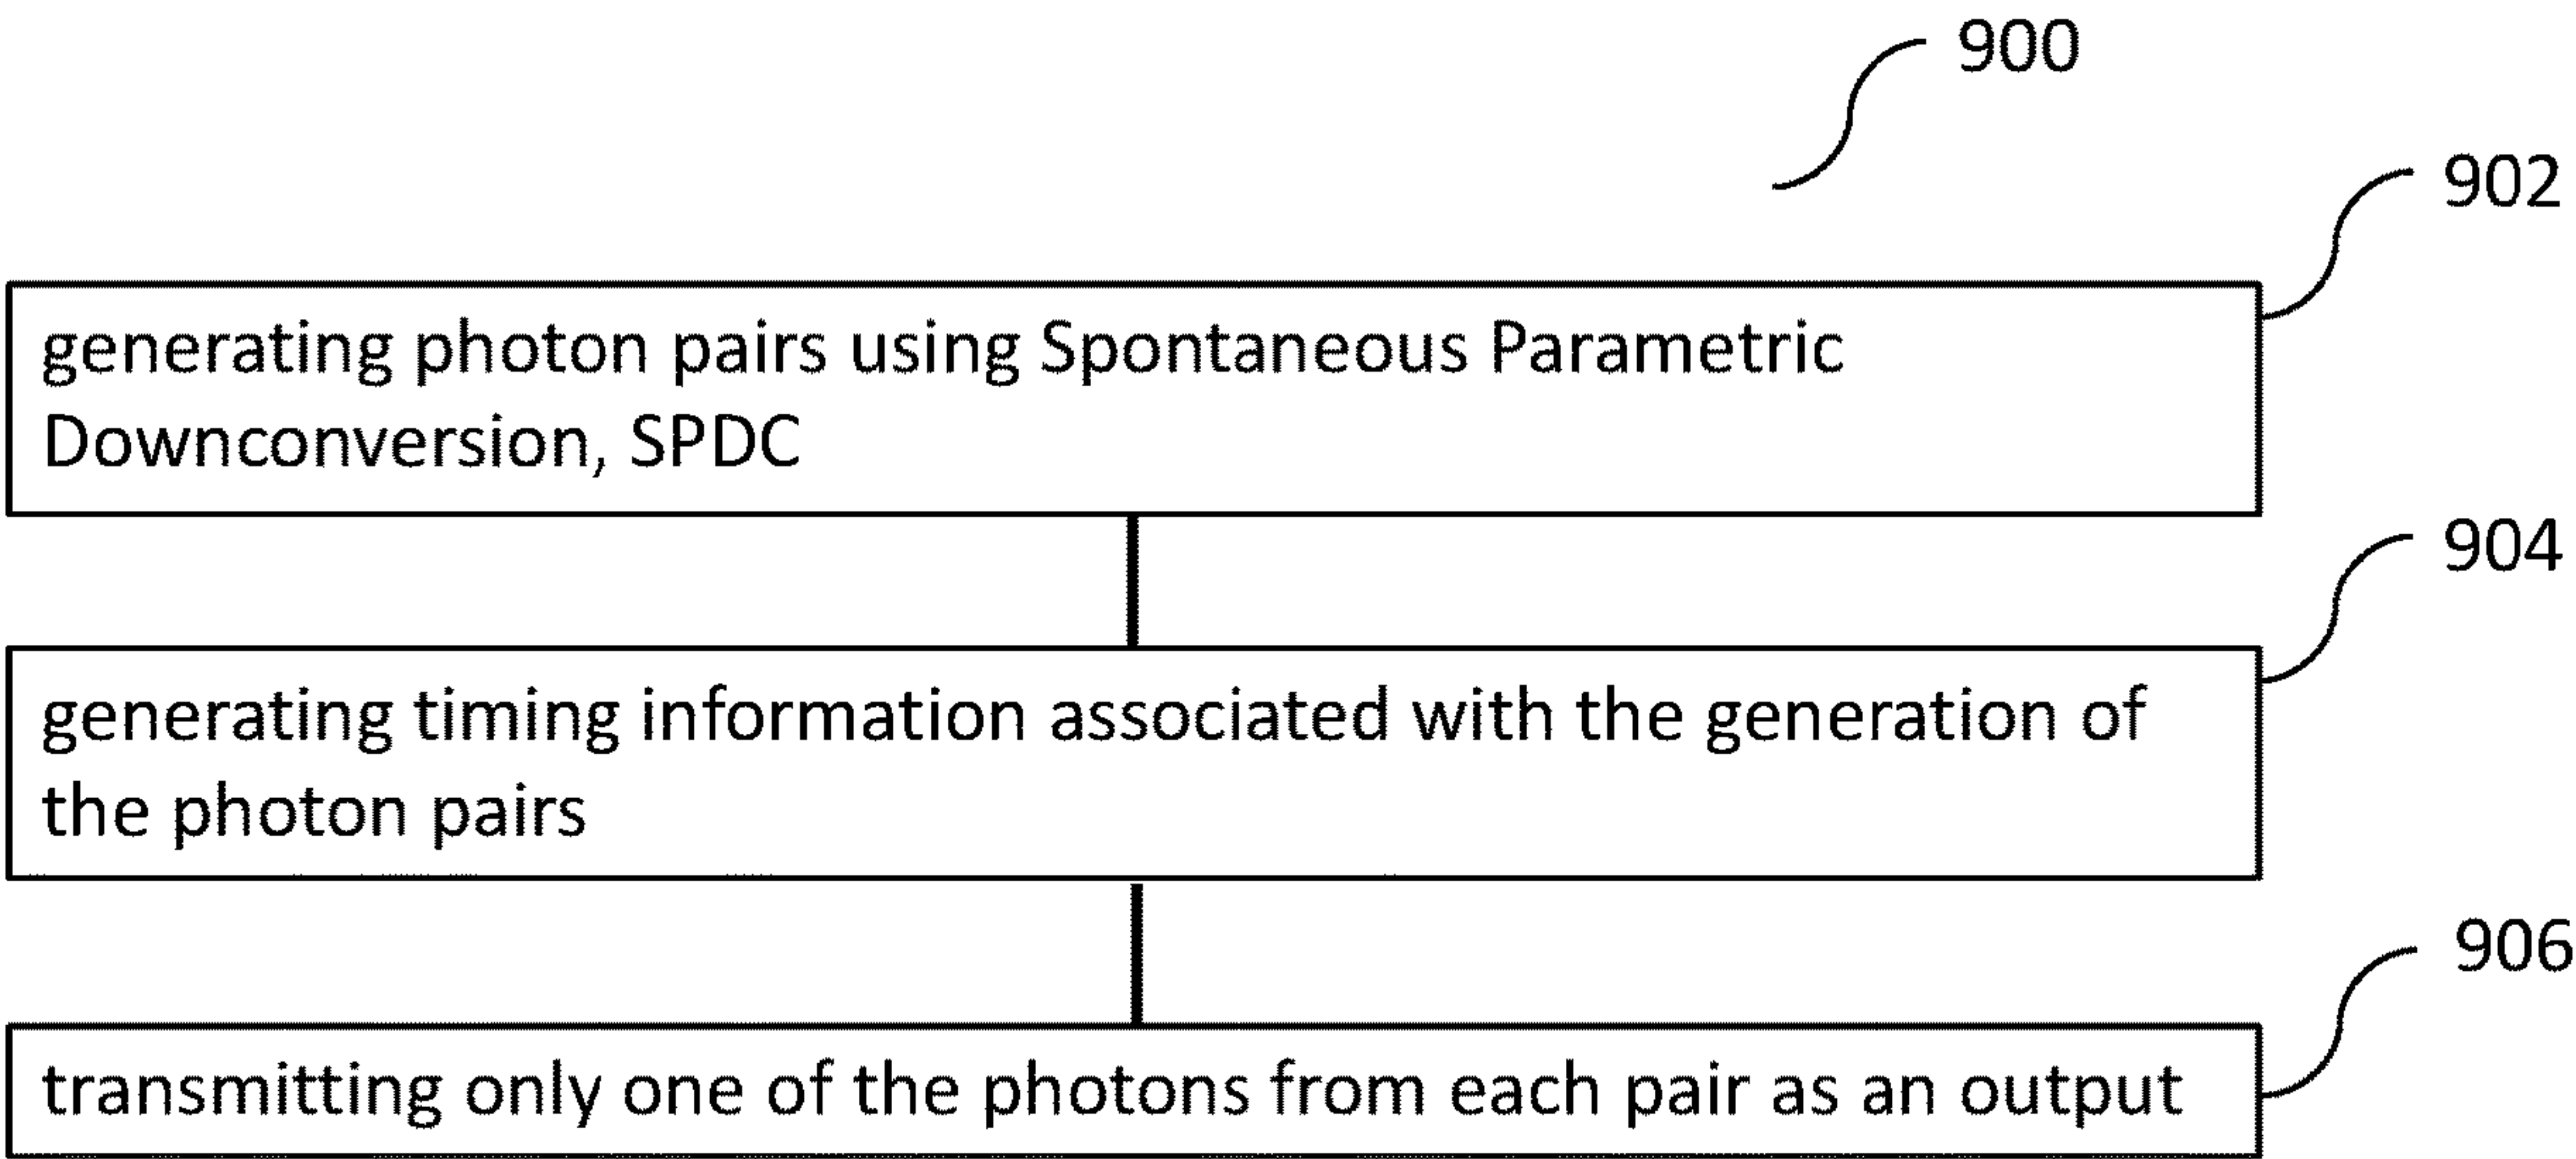 900
902
generating photon pairs using Spontaneous Parametric
Downconversion, SPDC
904
generating timing information associated with the generation of
the photon pairs
906
transmitting only one of the photons from each pair as an output